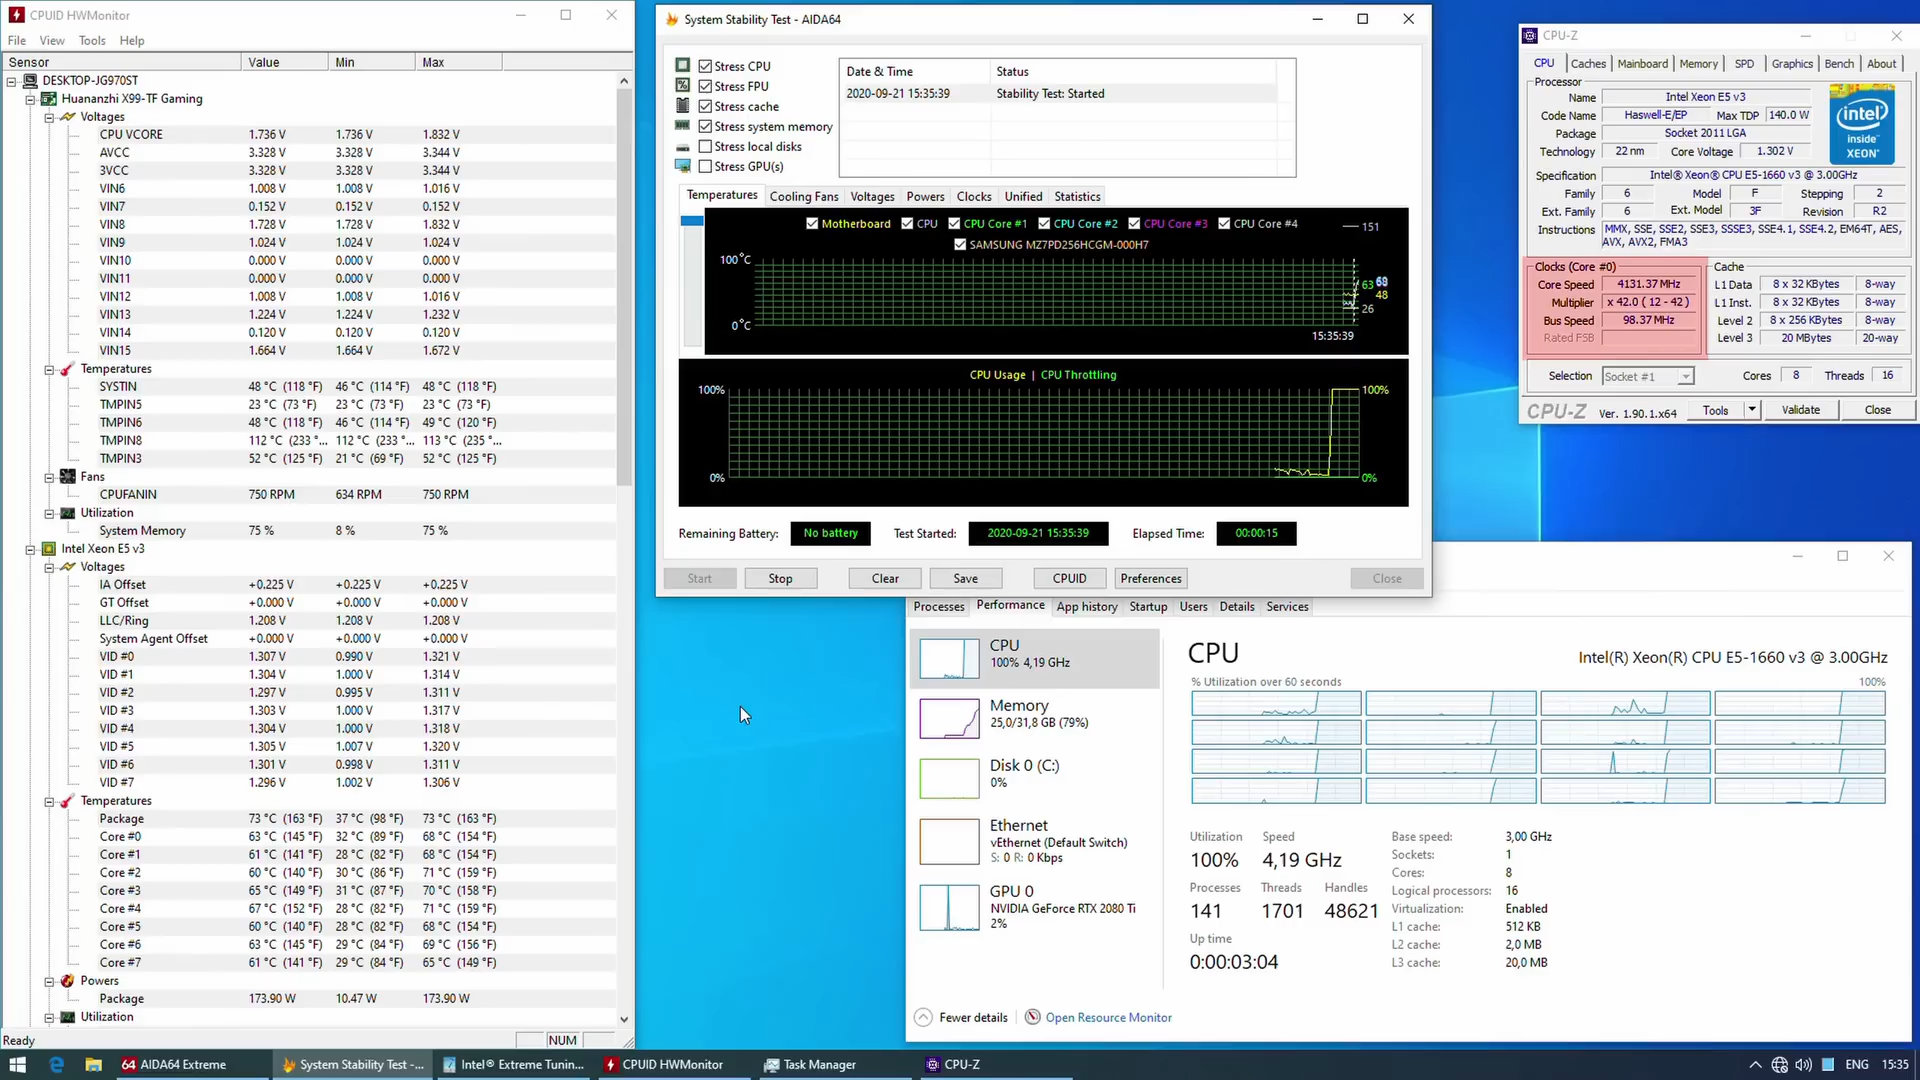 CPUID HWMonitor
File View Tools Help
Sensor Value Min Max
DESKTOP-JG970ST
Huananzhi X99-TF Gaming
Voltages
CPU VCORE 1.736 V 1.736 V 1.832 V
AVCC 3.328 V 3.328 V 3.344 V
3VCC 3.328 V 3.328 V 3.344 V
VIN6 1.008 V 1.008 V 1.016 V
VIN7 0.152 V 0.152 V 0.152 V
VIN8 1.728 V 1.728 V 1.728 V
VIN9 1.024 V 1.024 V 1.024 V
VIN10 0.000 V 0.000 V 0.000 V
VIN11 0.000 V 0.000 V 0.000 V
VIN12 1.008 V 1.008 V 1.016 V
VIN13 1.224 V 1.224 V 1.232 V
VIN14 0.120 V 0.120 V 0.120 V
VIN15 1.664 V 1.664 V 1.672 V
Temperatures
SYSTIN 48 °C (118 °F) 46 °C (114 °F) 48 °C (118 °F)
TMPIN5 23 °C (73 °F) 23 °C (73 °F) 23 °C (73 °F)
TMPIN6 48 °C (118 °F) 46 °C (114 °F) 49 °C (120 °F)
TMPIN8 112 °C (233 °... 112 °C (233 °... 113 °C (235 °...
TMPIN3 52 °C (125 °F) 21 °C (69 °F) 52 °C (125 °F)
Fans
CPUFANIN 750 RPM 634 RPM 750 RPM
Utilization
System Memory 75 % 8 % 75 %
Intel Xeon E5 v3
Voltages
IA Offset +0.225 V +0.225 V +0.225 V
GT Offset +0.000 V +0.000 V +0.000 V
LLC/Ring 1.208 V 1.208 V 1.208 V
System Agent Offset +0.000 V +0.000 V +0.000 V
VID #0 1.307 V 0.990 V 1.321 V
VID #1 1.304 V 1.000 V 1.314 V
VID #2 1.297 V 0.995 V 1.311 V
VID #3 1.303 V 1.000 V 1.317 V
VID #4 1.304 V 1.000 V 1.318 V
VID #5 1.305 V 1.007 V 1.320 V
VID #6 1.301 V 0.998 V 1.311 V
VID #7 1.296 V 1.002 V 1.306 V
Temperatures
Package 73 °C (163 °F) 37 °C (98 °F) 73 °C (163 °F)
Core #0 63 °C (145 °F) 32 °C (89 °F) 68 °C (154 °F)
Core #1 61 °C (141 °F) 28 °C (82 °F) 68 °C (154 °F)
Core #2 60 °C (140 °F) 30 °C (86 °F) 71 °C (159 °F)
Core #3 65 °C (149 °F) 31 °C (87 °F) 70 °C (158 °F)
Core #4 67 °C (152 °F) 28 °C (82 °F) 71 °C (159 °F)
Core #5 60 °C (140 °F) 28 °C (82 °F) 68 °C (154 °F)
Core #6 63 °C (145 °F) 29 °C (84 °F) 69 °C (156 °F)
Core #7 61 °C (141 °F) 29 °C (84 °F) 65 °C (149 °F)
Powers
Package 173.90 W 10.47 W 173.90 W
Utilization
Ready NUM
System Stability Test - AIDA64
Stress CPU
Stress FPU
Stress cache
Stress system memory
Stress local disks
Stress GPU(s)
Date & Time Status
2020-09-21 15:35:39 Stability Test: Started
Temperatures Cooling Fans Voltages Powers Clocks Unified Statistics
Motherboard CPU CPU Core #1 CPU Core #2 CPU Core #3 CPU Core #4 151
SAMSUNG MZ7PD256HCGM-000H7
100°C
63
48
26
0°C
15:35:39
CPU Usage | CPU Throttling
100% 100%
0% 0%
Remaining Battery: No battery Test Started: 2020-09-21 15:35:39 Elapsed Time: 00:00:15
Start Stop Clear Save CPUID Preferences Close
CPU-Z
CPU Caches Mainboard Memory SPD Graphics Bench About
Processor
Name Intel Xeon E5 v3
Code Name Haswell-E/EP Max TDP 140.0 W
Package Socket 2011 LGA
Technology 22 nm Core Voltage 1.302 V
intel inside™ XEON®
Specification Intel® Xeon® CPU E5-1660 v3 @ 3.00GHz
Family 6 Model F Stepping 2
Ext. Family 6 Ext. Model 3F Revision R2
Instructions MMX, SSE, SSE2, SSE3, SSSE3, SSE4.1, SSE4.2, EM64T, AES,
AVX, AVX2, FMA3
Clocks (Core #0) Cache
Core Speed 4131.37 MHz L1 Data 8 x 32 KBytes 8-way
Multiplier x 42.0 ( 12 - 42 ) L1 Inst. 8 x 32 KBytes 8-way
Bus Speed 98.37 MHz Level 2 8 x 256 KBytes 8-way
Rated FSB Level 3 20 MBytes 20-way
Selection Socket #1 Cores 8 Threads 16
CPU-Z Ver. 1.90.1.x64 Tools Validate Close
Processes Performance App history Startup Users Details Services
CPU
100% 4,19 GHz
Memory
25,0/31,8 GB (79%)
Disk 0 (C:)
0%
Ethernet
vEthernet (Default Switch)
S: 0 R: 0 Kbps
GPU 0
NVIDIA GeForce RTX 2080 Ti
2%
CPU Intel(R) Xeon(R) CPU E5-1660 v3 @ 3.00GHz
% Utilization over 60 seconds 100%
Utilization Speed
100% 4,19 GHz
Processes Threads Handles
141 1701 48621
Up time
0:00:03:04
Base speed: 3,00 GHz
Sockets: 1
Cores: 8
Logical processors: 16
Virtualization: Enabled
L1 cache: 512 KB
L2 cache: 2,0 MB
L3 cache: 20,0 MB
Fewer details Open Resource Monitor
64 AIDA64 Extreme System Stability Test -... Intel® Extreme Tunin... CPUID HWMonitor Task Manager CPU-Z ENG 15:35